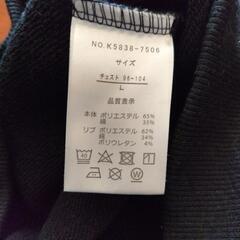 NO.K5838-7506
サイズ
チェスト 96-104
L
品質表示
本体 ポリエステル 65%
綿 35%
リブ ポリエステル 62%
綿 34%
ポリウレタン 4%
40
W